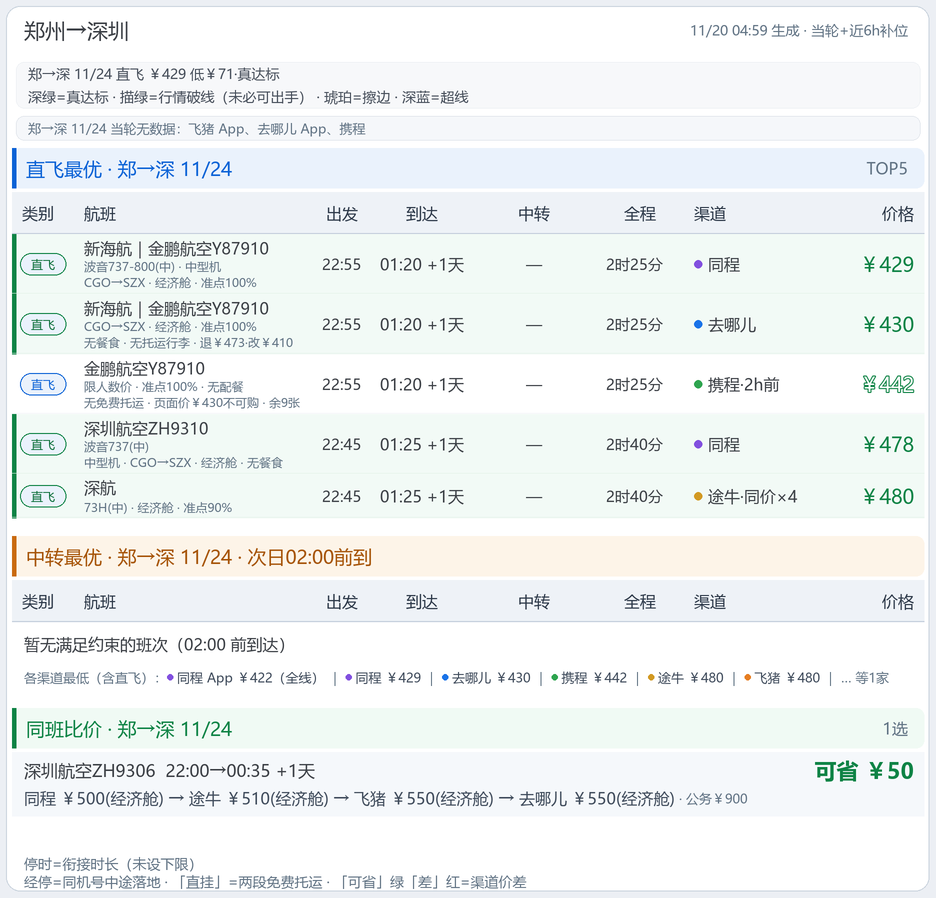 郑州→深圳
11/20 04:59 生成 · 当轮+近6h补位
郑→深 11/24 直飞 ¥429 低¥71·真达标
深绿=真达标 · 描绿=行情破线（未必可出手） · 琥珀=擦边 · 深蓝=超线
郑→深 11/24 当轮无数据：飞猪 App、去哪儿 App、携程
直飞最优 · 郑→深 11/24 TOP5
类别 航班 出发 到达 中转 全程 渠道 价格
新海航｜金鹏航空Y87910
直飞 波音737-800(中) · 中型机 22:55 01:20 +1天 — 2时25分 同程 ¥429
CGO→SZX · 经济舱 · 准点100%
新海航｜金鹏航空Y87910
直飞 CGO→SZX · 经济舱 · 准点100% 22:55 01:20 +1天 — 2时25分 去哪儿 ¥430
无餐食 · 无托运行李 · 退¥473·改¥410
金鹏航空Y87910
直飞 限人数价 · 准点100% · 无配餐 22:55 01:20 +1天 — 2时25分 携程·2h前 ¥442
无免费托运 · 页面价¥430不可购 · 余9张
深圳航空ZH9310
直飞 波音737(中) 22:45 01:25 +1天 — 2时40分 同程 ¥478
中型机 · CGO→SZX · 经济舱 · 无餐食
深航
直飞 73H(中) · 经济舱 · 准点90% 22:45 01:25 +1天 — 2时40分 途牛·同价×4 ¥480
中转最优 · 郑→深 11/24 · 次日02:00前到
类别 航班 出发 到达 中转 全程 渠道 价格
暂无满足约束的班次（02:00 前到达）
各渠道最低（含直飞）: 同程 App ¥422（全线） | 同程 ¥429 | 去哪儿 ¥430 | 携程 ¥442 | 途牛 ¥480 | 飞猪 ¥480 | … 等1家
同班比价 · 郑→深 11/24 1选
深圳航空ZH9306 22:00→00:35 +1天 可省 ¥50
同程 ¥500(经济舱) → 途牛 ¥510(经济舱) → 飞猪 ¥550(经济舱) → 去哪儿 ¥550(经济舱) · 公务¥900
停时=衔接时长（未设下限）
经停=同机号中途落地 · 「直挂」=两段免费托运 · 「可省」绿「差」红=渠道价差